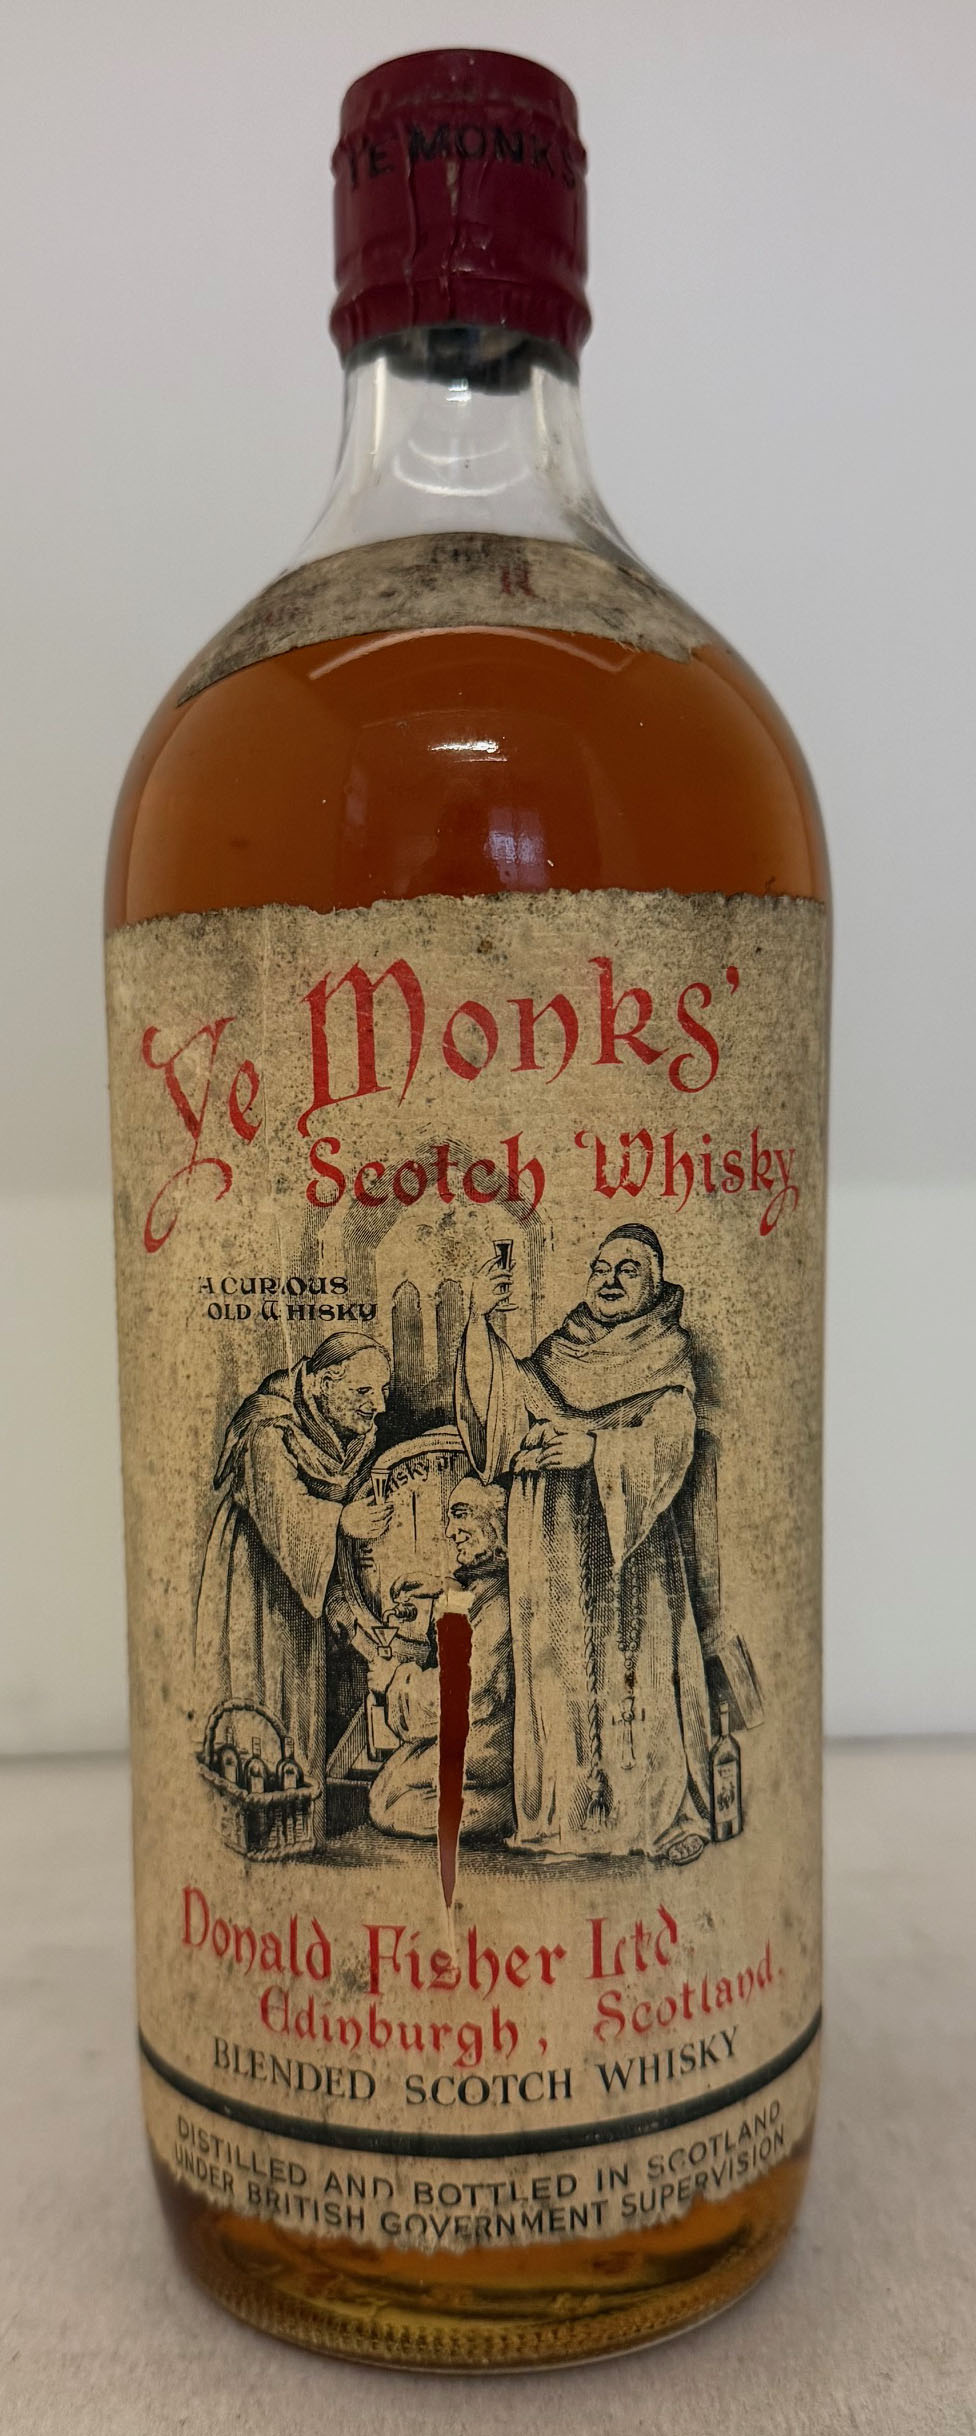 YE MONKS
Ye Monks'
Scotch Whisky
A CURIOUS
OLD WHISKY
Donald Fisher Ltd
Edinburgh, Scotland.
BLENDED SCOTCH WHISKY
DISTILLED AND BOTTLED IN SCOTLAND
UNDER BRITISH GOVERNMENT SUPERVISION